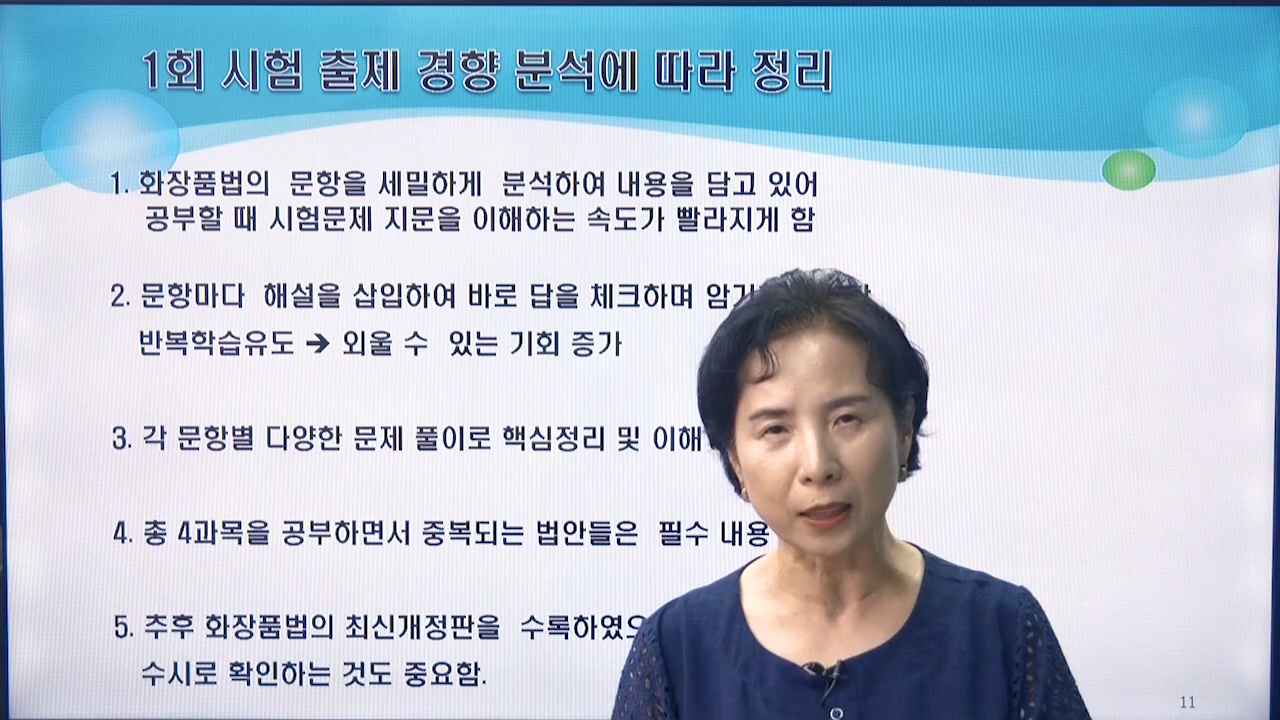 1회 시험 출제 경향 분석에 따라 정리
1. 화장품법의 문항을 세밀하게 분석하여 내용을 담고 있어
공부할 때 시험문제 지문을 이해하는 속도가 빨라지게 함
2. 문항마다 해설을 삽입하여 바로 답을 체크하며
반복학습유도 ➔ 외울 수 있는 기회 증가
3. 각 문항별 다양한 문제 풀이로 핵심정리 및 이해
4. 총 4과목을 공부하면서 중복되는 법안들은 필수 내용
5. 추후 화장품법의 최신개정판을
수시로 확인하는 것도 중요함.
11